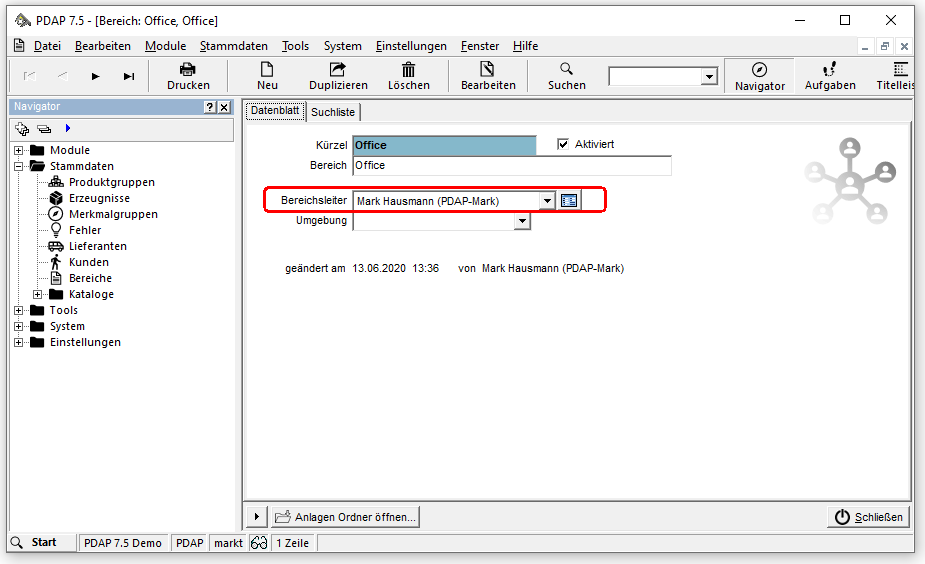 PDAP 7.5 - [Bereich: Office, Office]
Datei Bearbeiten Module Stammdaten Tools System Einstellungen Fenster Hilfe
Drucken Neu Duplizieren Löschen Bearbeiten Suchen Navigator Aufgaben Titelleis
Navigator
Module
Stammdaten
Produktgruppen
Erzeugnisse
Merkmalgruppen
Fehler
Lieferanten
Kunden
Bereiche
Kataloge
Tools
System
Einstellungen
Datenblatt Suchliste
Kürzel Office Aktiviert
Bereich Office
Bereichsleiter Mark Hausmann (PDAP-Mark)
Umgebung
geändert am 13.06.2020 13:36 von Mark Hausmann (PDAP-Mark)
Anlagen Ordner öffnen... Schließen
Start PDAP 7.5 Demo PDAP markt 1 Zeile